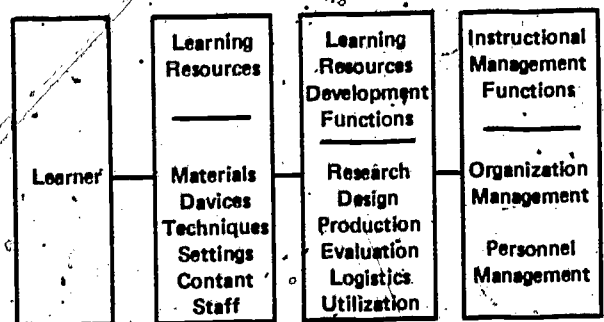 Learner
Learning
Resources
Materials
Davices
Techniques
Settings
Contant
Staff
Learning
Resources
Development
Functions
Research
Design
Production
Evaluation
Logistics
Utilization
Instructional
Management
Functions
Organization
Management
Personnel
Management